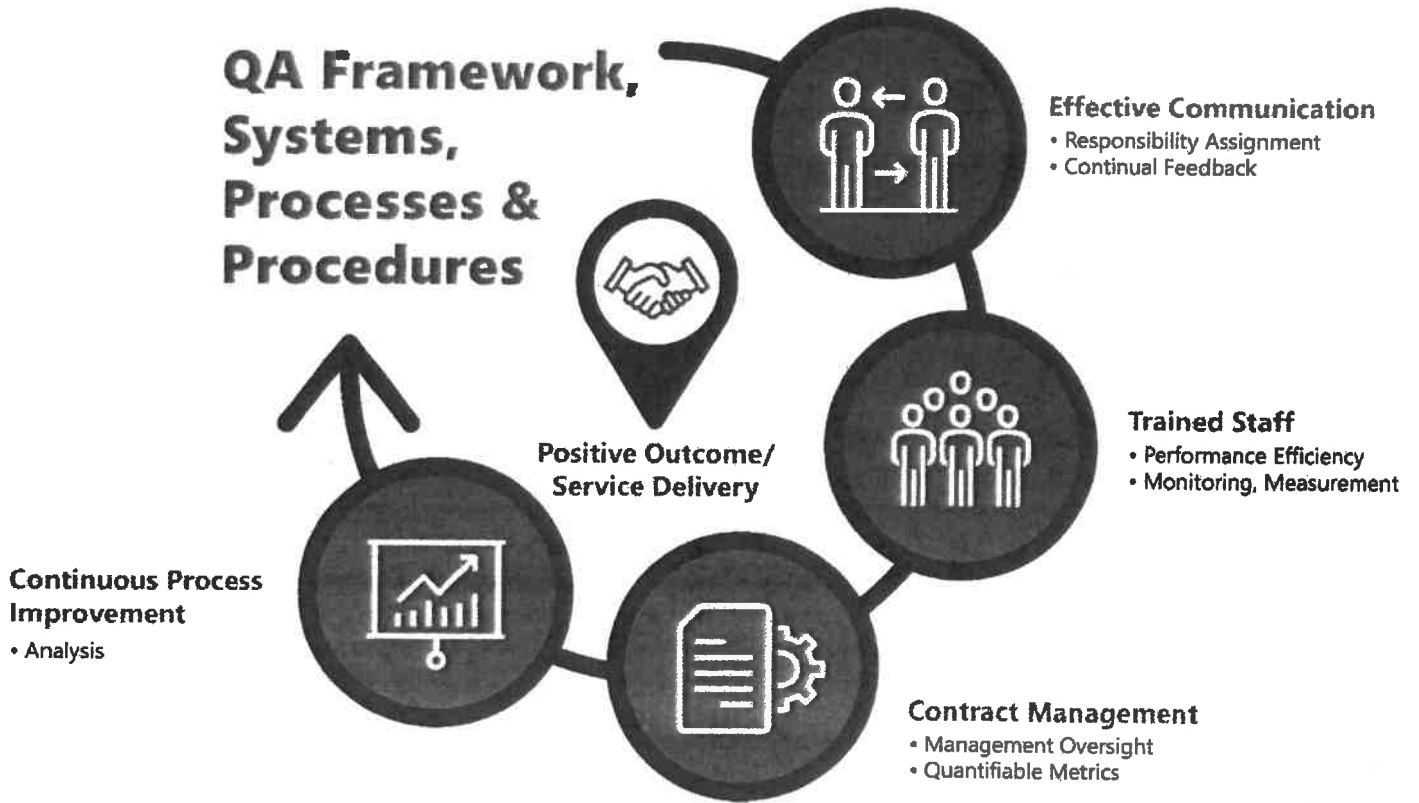 QA Framework,
Systems,
Processes &
Procedures
Effective Communication
• Responsibility Assignment
• Continual Feedback
Trained Staff
• Performance Efficiency
• Monitoring, Measurement
Positive Outcome/
Service Delivery
Continuous Process
Improvement
• Analysis
Contract Management
• Management Oversight
• Quantifiable Metrics